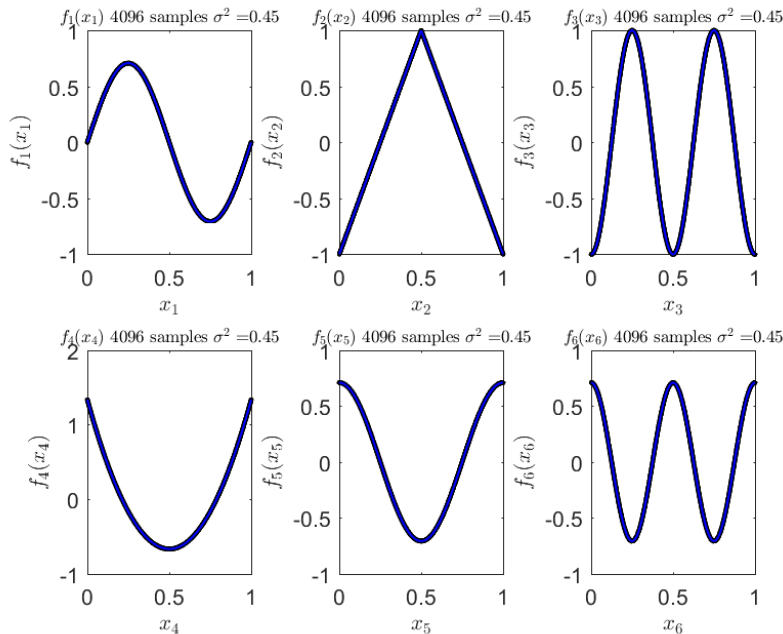 f₁(x₁) 4096 samples σ² =0.45
f₂(x₂) 4096 samples σ² =0.45
f₃(x₃) 4096 samples σ² =0.45
1
0.5
0
-0.5
-1
f₁(x₁)
0
0.5
1
x₁
1
0.5
0
-0.5
-1
f₂(x₂)
0
0.5
1
x₂
1
0.5
0
-0.5
-1
f₃(x₃)
0
0.5
1
x₃
f₄(x₄) 4096 samples σ² =0.45
f₅(x₅) 4096 samples σ² =0.45
f₆(x₆) 4096 samples σ² =0.45
2
1
0
-1
f₄(x₄)
0
0.5
1
x₄
1
0.5
0
-0.5
-1
f₅(x₅)
0
0.5
1
x₅
1
0.5
0
-0.5
-1
f₆(x₆)
0
0.5
1
x₆